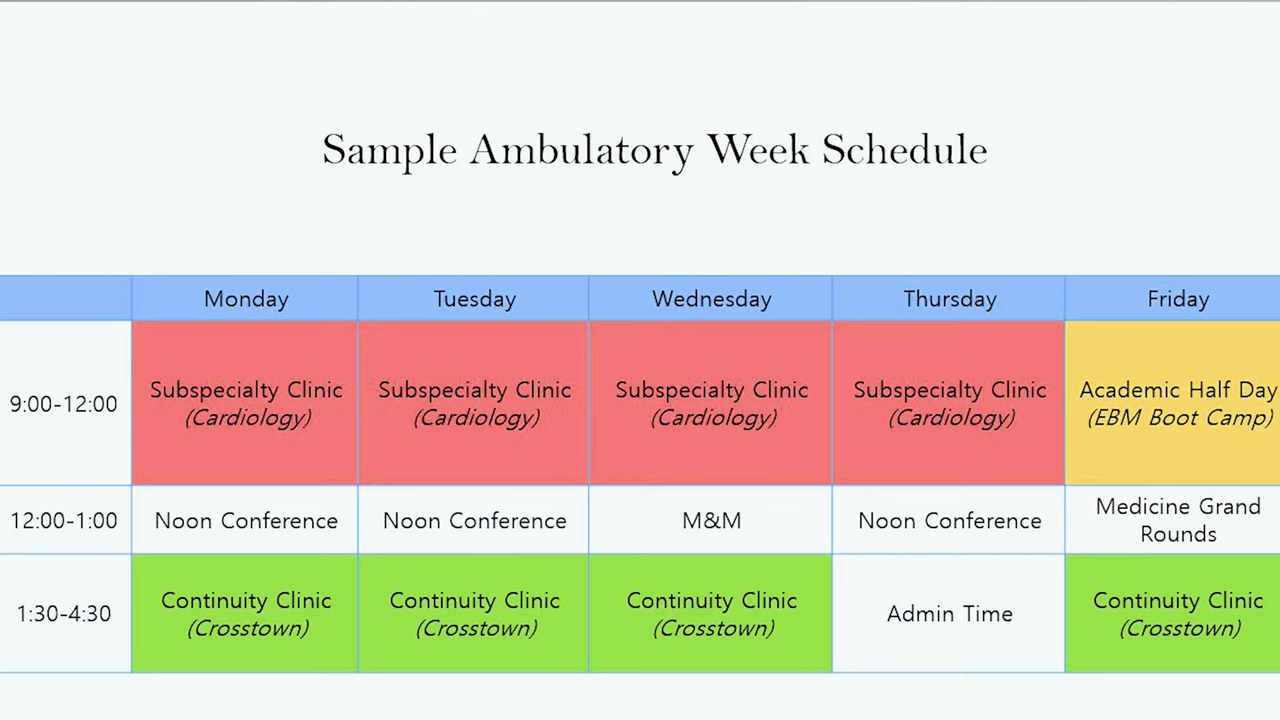 Sample Ambulatory Week Schedule
Monday Tuesday Wednesday Thursday Friday
9:00-12:00 Subspecialty Clinic Subspecialty Clinic Subspecialty Clinic Subspecialty Clinic Academic Half Day
(Cardiology) (Cardiology) (Cardiology) (Cardiology) (EBM Boot Camp)
12:00-1:00 Noon Conference Noon Conference M&M Noon Conference Medicine Grand
Rounds
1:30-4:30 Continuity Clinic Continuity Clinic Continuity Clinic Admin Time Continuity Clinic
(Crosstown) (Crosstown) (Crosstown) (Crosstown)